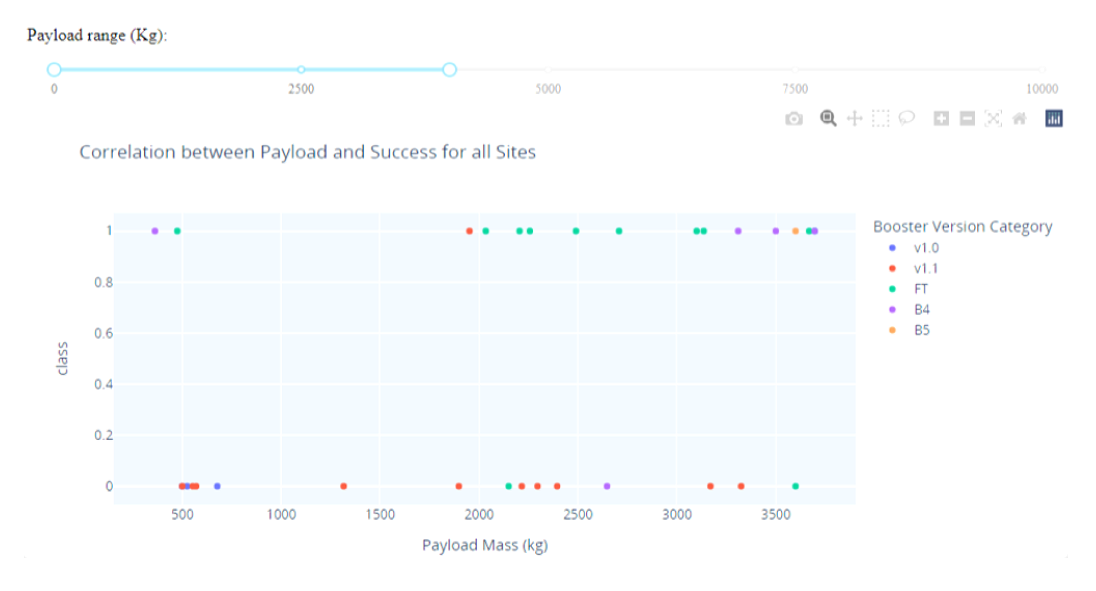 Payload range (Kg):
0 2500 5000 7500 10000
Correlation between Payload and Success for all Sites
Booster Version Category
v1.0
v1.1
FT
B4
B5
class
1
0.8
0.6
0.4
0.2
0
500 1000 1500 2000 2500 3000 3500
Payload Mass (kg)